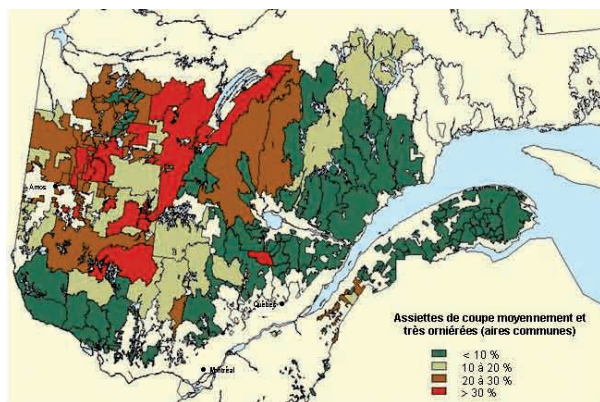 Amos
Québec
Montréal
Assiettes de coupe moyennement et
très orniérées (aires communes)
< 10 %
10 à 20 %
20 à 30 %
> 30 %